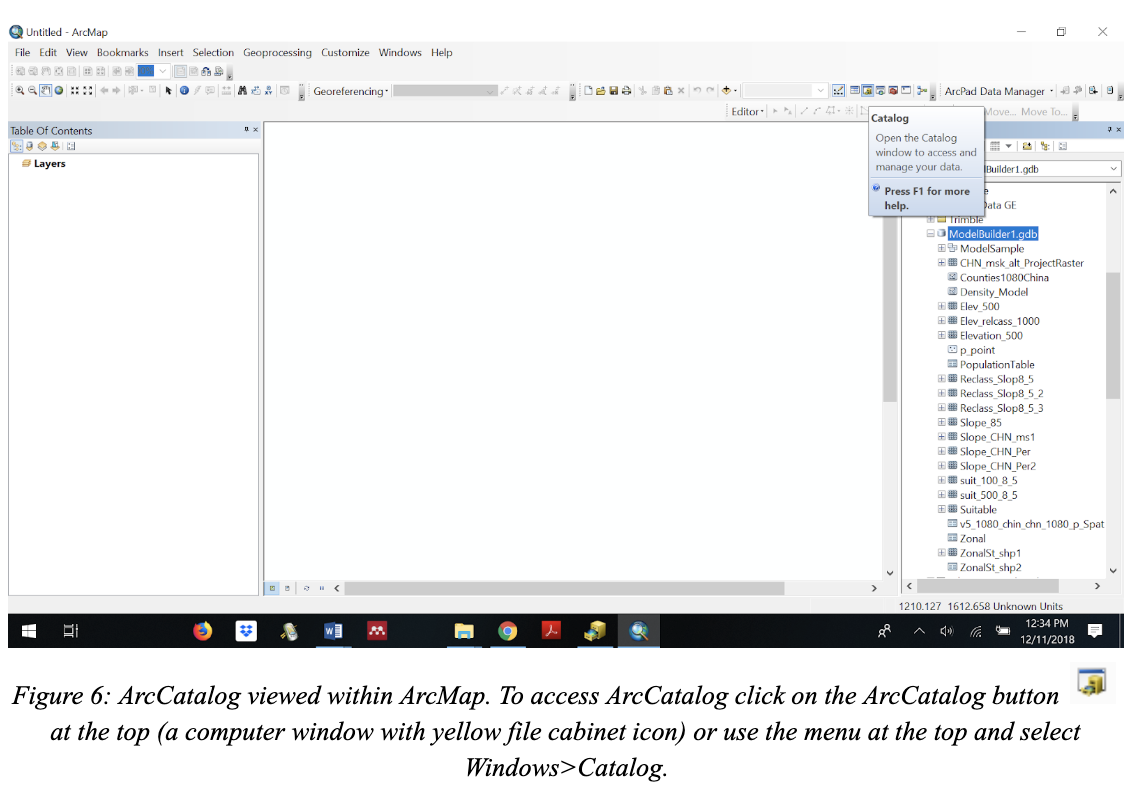 Untitled - ArcMap
File Edit View Bookmarks Insert Selection Geoprocessing Customize Windows Help
Georeferencing
ArcPad Data Manager
Editor
Move... Move To...
Table Of Contents
Layers
Catalog
Open the Catalog
window to access and
manage your data.
Press F1 for more
help.
Builder1.gdb
Data GE
Trimble
ModelBuilder1.gdb
ModelSample
CHN_msk_alt_ProjectRaster
Counties1080China
Density_Model
Elev_500
Elev_relcass_1000
Elevation_500
p_point
PopulationTable
Reclass_Slop8_5
Reclass_Slop8_5_2
Reclass_Slop8_5_3
Slope_85
Slope_CHN_ms1
Slope_CHN_Per
Slope_CHN_Per2
suit_100_8_5
suit_500_8_5
Suitable
v5_1080_chin_chn_1080_p_Spat
Zonal
ZonalSt_shp1
ZonalSt_shp2
1210.127 1612.658 Unknown Units
12:34 PM
12/11/2018
Figure 6: ArcCatalog viewed within ArcMap. To access ArcCatalog click on the ArcCatalog button
at the top (a computer window with yellow file cabinet icon) or use the menu at the top and select
Windows>Catalog.